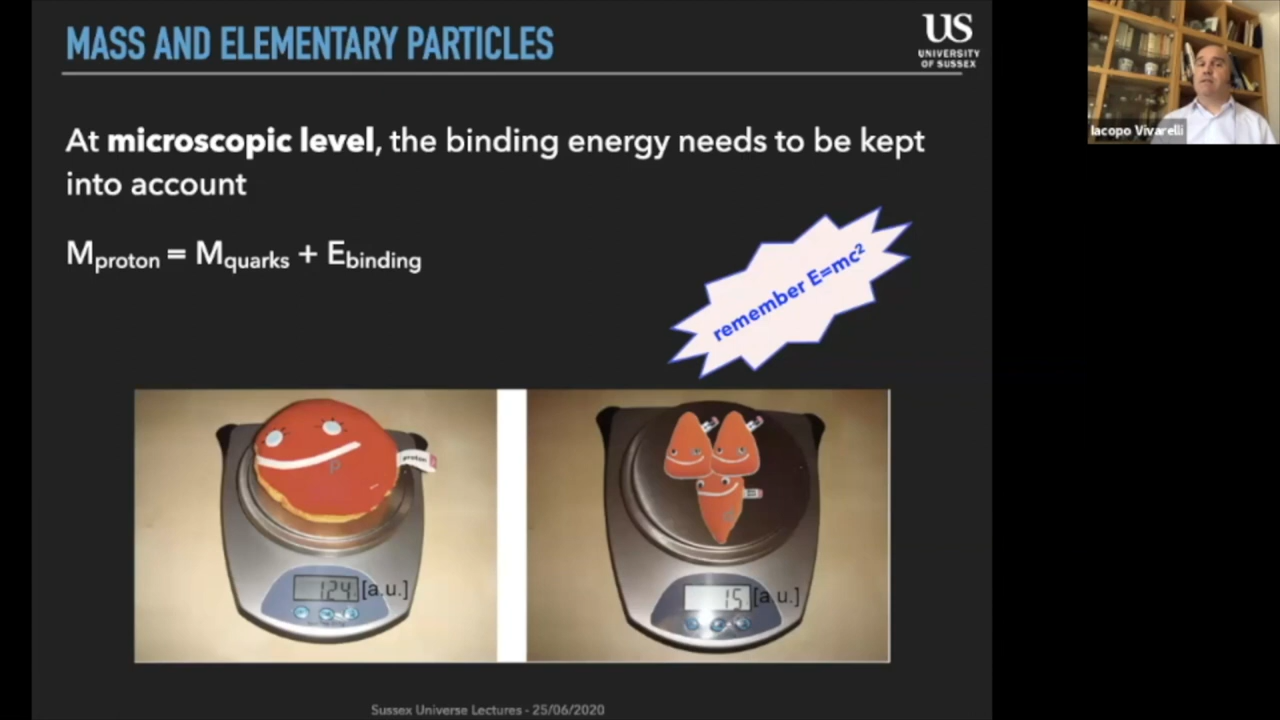 MASS AND ELEMENTARY PARTICLES
US
UNIVERSITY
OF SUSSEX
Iacopo Vivarelli
At microscopic level, the binding energy needs to be kept
into account
Mproton = Mquarks + Ebinding
remember E=mc²
proton
p
124 [a.u.]
15 [a.u.]
Sussex Universe Lectures - 25/06/2020